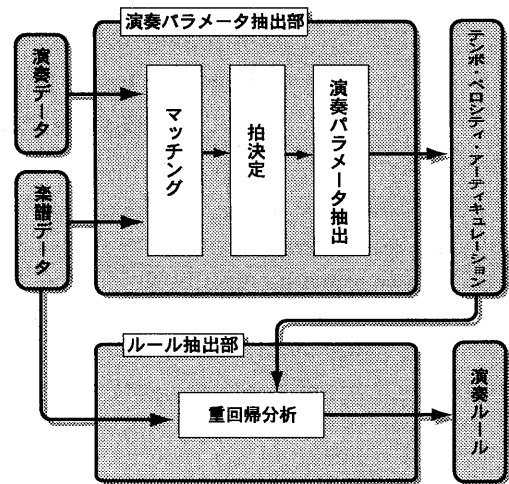 演奏パラメータ抽出部
演奏データ
楽譜データ
マッチング
拍決定
演奏パラメータ抽出
テンポ・ベロシティ・アーティキュレーション
ルール抽出部
重回帰分析
演奏ルール